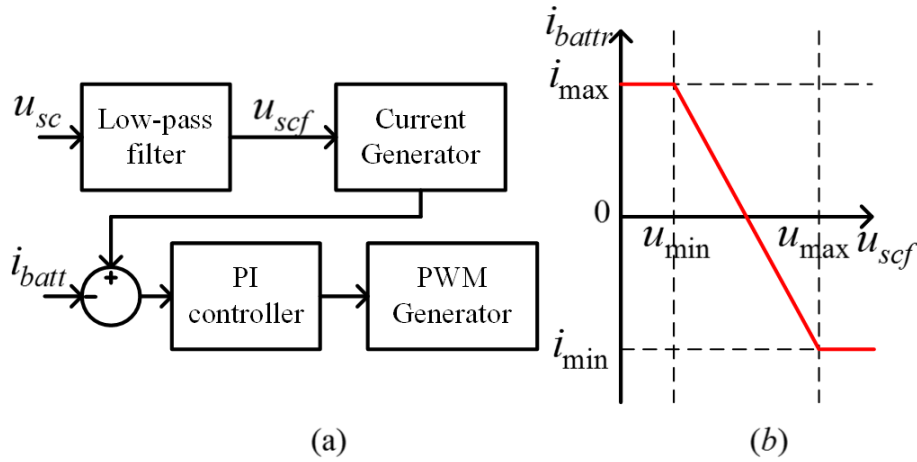 u_sc
Low-pass
filter
u_scf
Current
Generator
i_batt
+
−
PI
controller
PWM
Generator
(a)
i_battr
i_max
0
u_min
u_max
u_scf
i_min
(b)